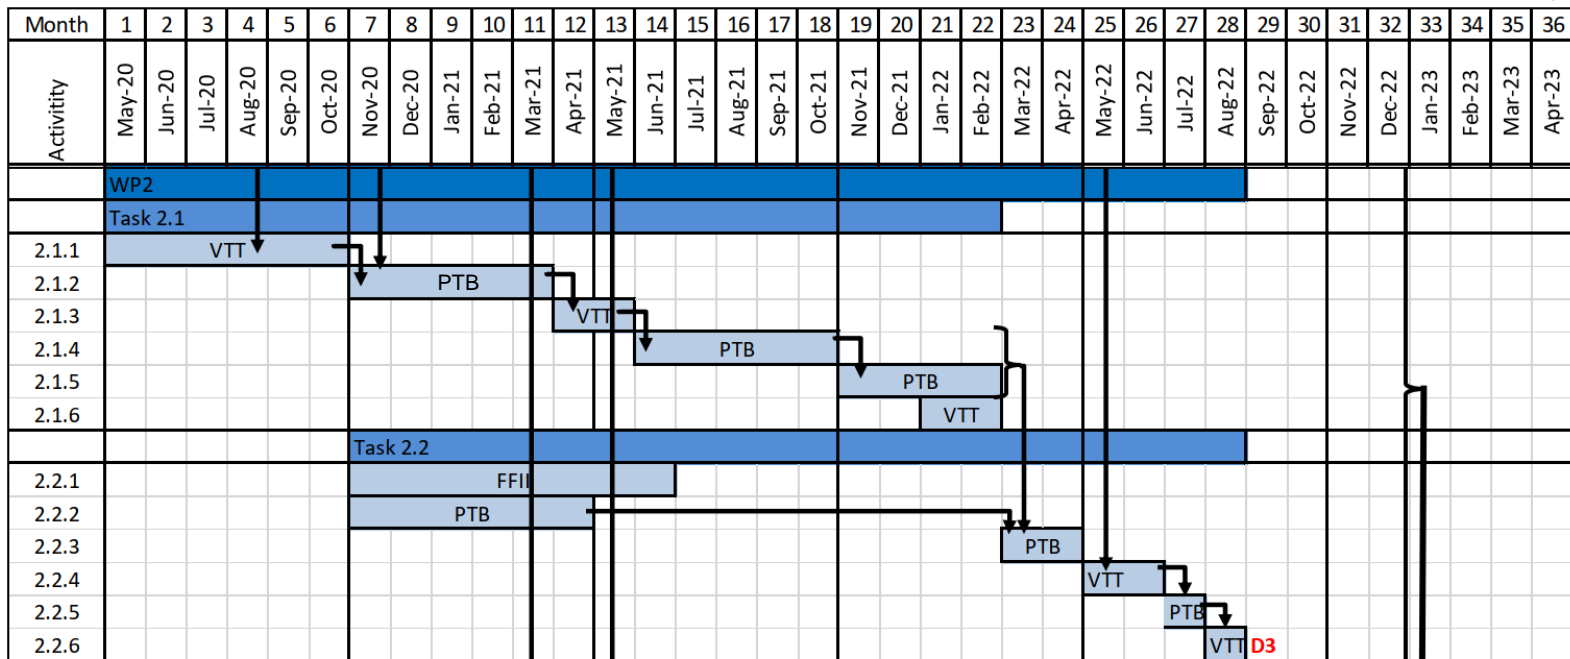 Month 1 2 3 4 5 6 7 8 9 10 11 12 13 14 15 16 17 18 19 20 21 22 23 24 25 26 27 28 29 30 31 32 33 34 35 36
Activitity May-20 Jun-20 Jul-20 Aug-20 Sep-20 Oct-20 Nov-20 Dec-20 Jan-21 Feb-21 Mar-21 Apr-21 May-21 Jun-21 Jul-21 Aug-21 Sep-21 Oct-21 Nov-21 Dec-21 Jan-22 Feb-22 Mar-22 Apr-22 May-22 Jun-22 Jul-22 Aug-22 Sep-22 Oct-22 Nov-22 Dec-22 Jan-23 Feb-23 Mar-23 Apr-23
WP2
Task 2.1
2.1.1 VTT
2.1.2 PTB
2.1.3 VTT
2.1.4 PTB
2.1.5 PTB
2.1.6 VTT
Task 2.2
2.2.1 FFII
2.2.2 PTB
2.2.3 PTB
2.2.4 VTT
2.2.5 PTB
2.2.6 VTT D3